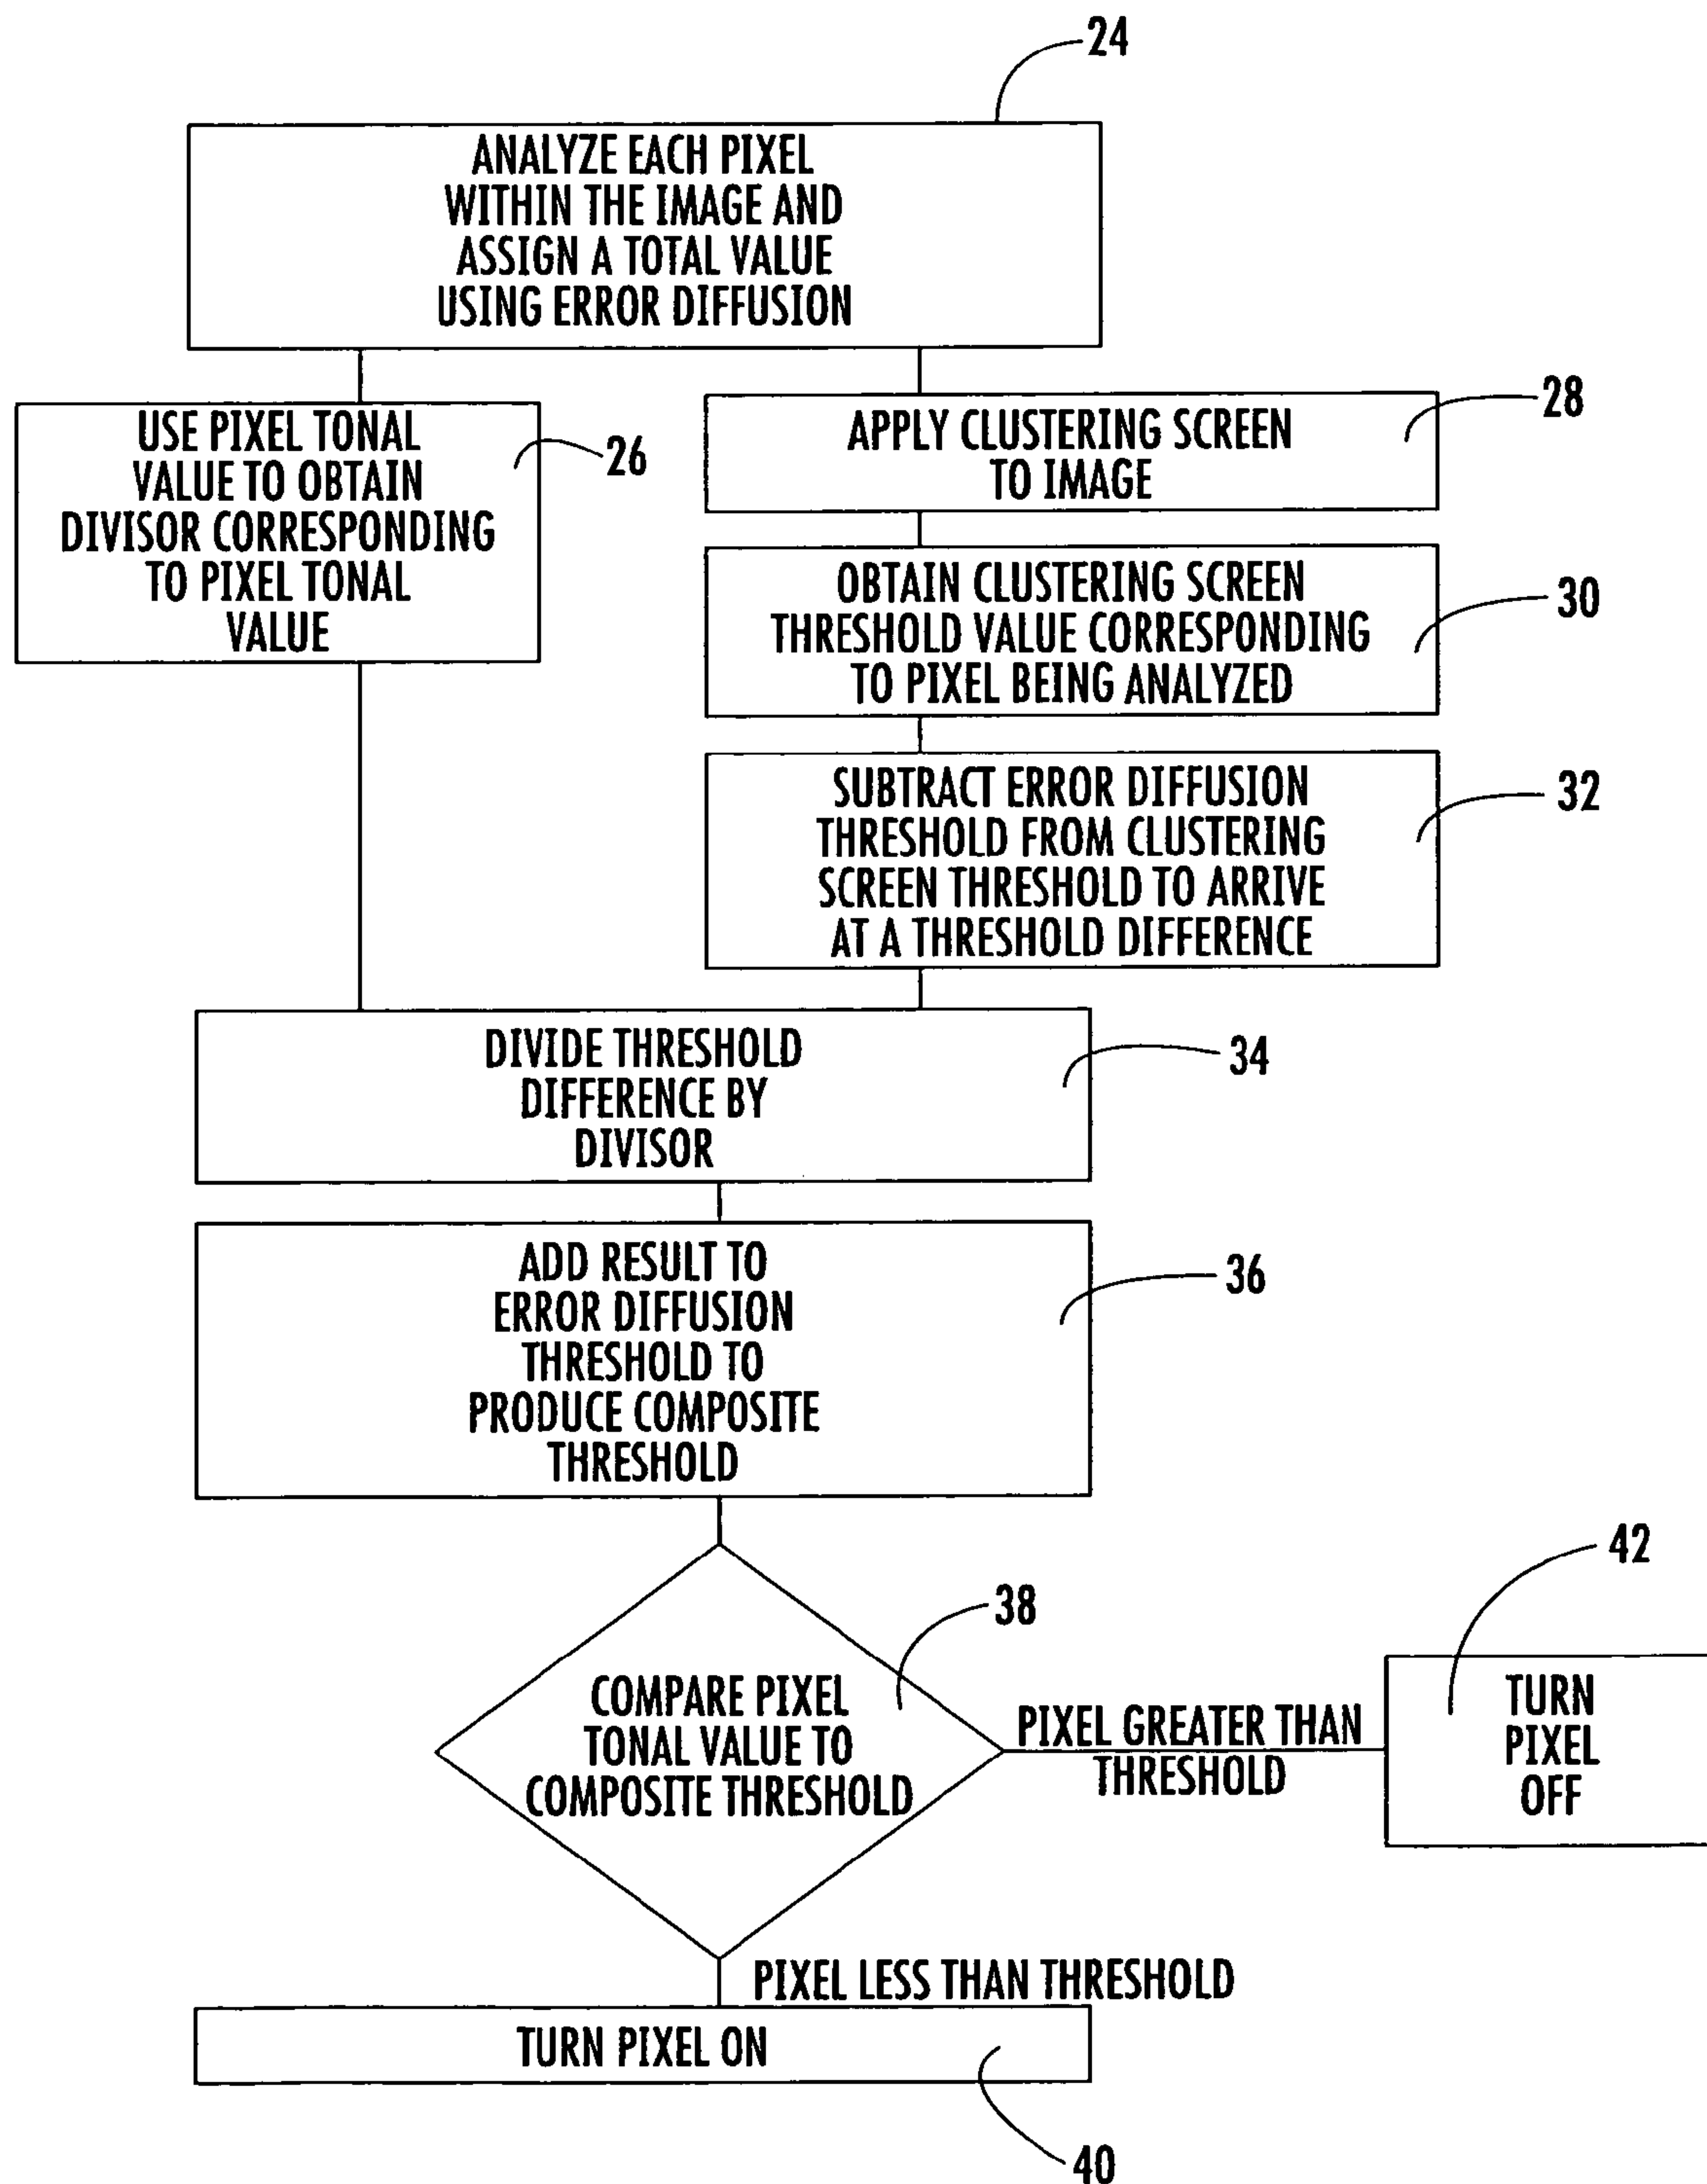 24
ANALYZE EACH PIXEL
WITHIN THE IMAGE AND
ASSIGN A TOTAL VALUE
USING ERROR DIFFUSION
USE PIXEL TONAL
VALUE TO OBTAIN
DIVISOR CORRESPONDING
TO PIXEL TONAL
VALUE
26
APPLY CLUSTERING SCREEN
TO IMAGE
28
OBTAIN CLUSTERING SCREEN
THRESHOLD VALUE CORRESPONDING
TO PIXEL BEING ANALYZED
30
SUBTRACT ERROR DIFFUSION
THRESHOLD FROM CLUSTERING
SCREEN THRESHOLD TO ARRIVE
AT A THRESHOLD DIFFERENCE
32
DIVIDE THRESHOLD
DIFFERENCE BY
DIVISOR
34
ADD RESULT TO
ERROR DIFFUSION
THRESHOLD TO
PRODUCE COMPOSITE
THRESHOLD
36
COMPARE PIXEL
TONAL VALUE TO
COMPOSITE THRESHOLD
38
PIXEL GREATER THAN
THRESHOLD
TURN
PIXEL
OFF
42
PIXEL LESS THAN THRESHOLD
TURN PIXEL ON
40